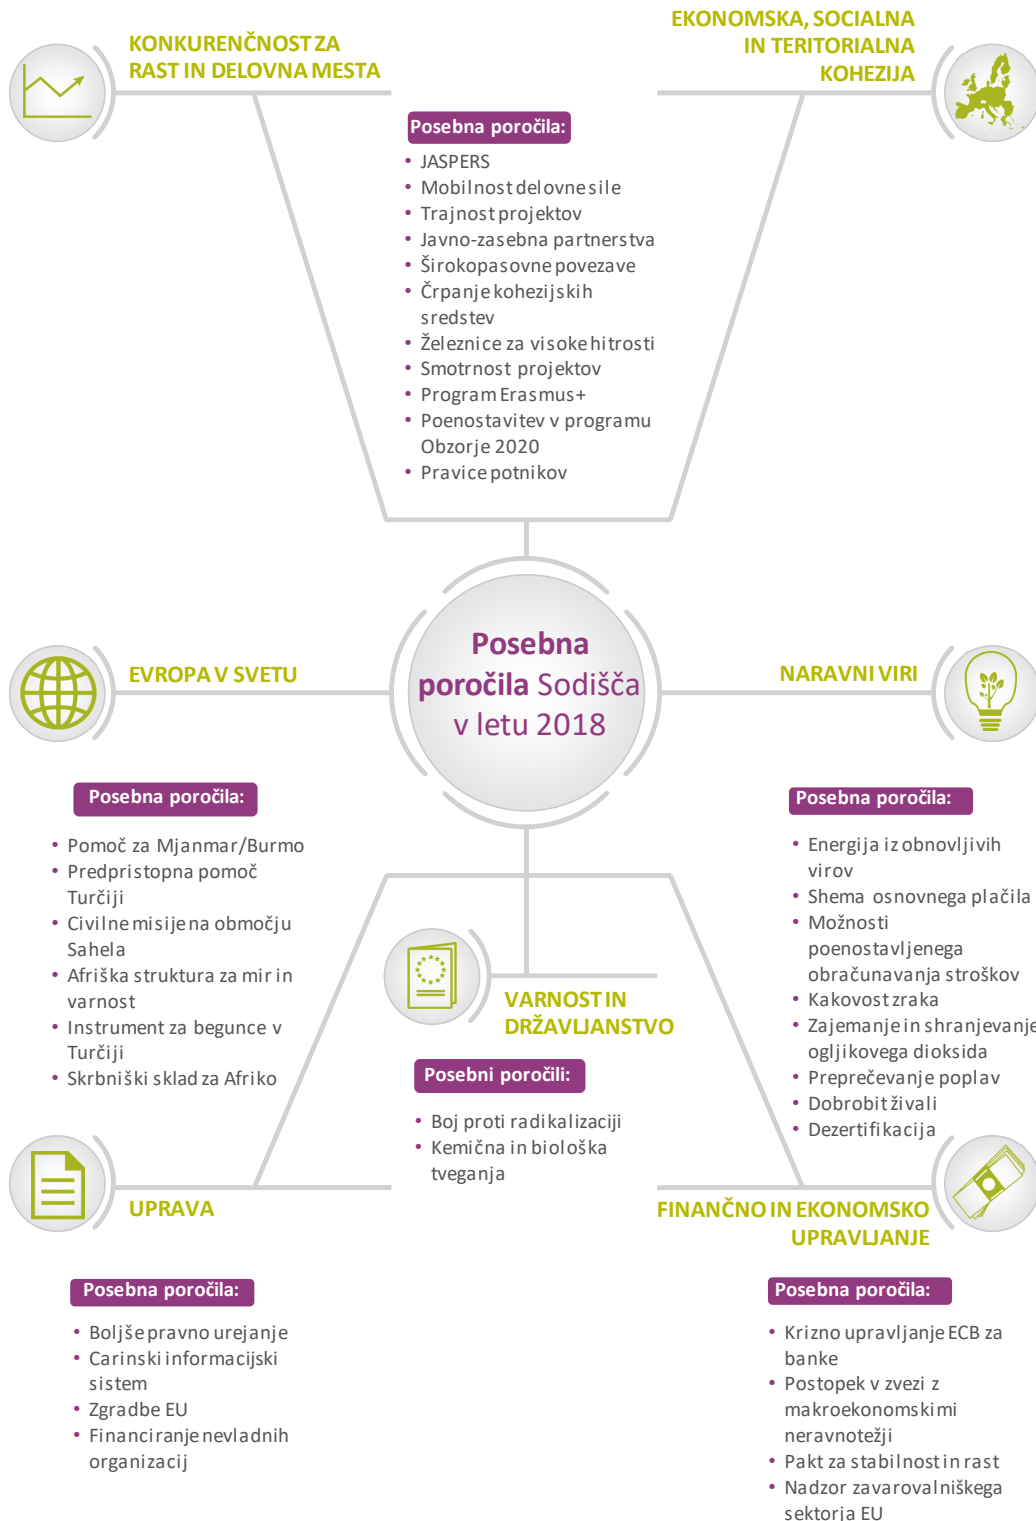 KONKURENČNOST ZA
RAST IN DELOVNA MESTA
EKONOMSKA, SOCIALNA
IN TERITORIALNA
KOHEZIJA
Posebna poročila:
• JASPERS
• Mobilnost delovne sile
• Trajnost projektov
• Javno-zasebna partnerstva
• Širokopasovne povezave
• Črpanje kohezijskih
sredstev
• Železnice za visoke hitrosti
• Smotrnost projektov
• Program Erasmus+
• Poenostavitev v programu
Obzorje 2020
• Pravice potnikov
Posebna
poročila Sodišča
v letu 2018
EVROPA V SVETU
Posebna poročila:
• Pomoč za Mjanmar/Burmo
• Predpristopna pomoč
Turčiji
• Civilne misije na območju
Sahela
• Afriška struktura za mir in
varnost
• Instrument za begunce v
Turčiji
• Skrbniški sklad za Afriko
NARAVNI VIRI
Posebna poročila:
• Energija iz obnovljivih
virov
• Shema osnovnega plačila
• Možnosti
poenostavljenega
obračunavanja stroškov
• Kakovost zraka
• Zajemanje in shranjevanje
ogljikovega dioksida
• Preprečevanje poplav
• Dobrobit živali
• Dezertifikacija
VARNOST IN
DRŽAVLJANSTVO
Posebni poročili:
• Boj proti radikalizaciji
• Kemična in biološka
tveganja
UPRAVA
Posebna poročila:
• Boljše pravno urejanje
• Carinski informacijski
sistem
• Zgradbe EU
• Financiranje nevladnih
organizacij
FINANČNO IN EKONOMSKO
UPRAVLJANJE
Posebna poročila:
• Krizno upravljanje ECB za
banke
• Postopek v zvezi z
makroekonomskimi
neravnotežji
• Pakt za stabilnost in rast
• Nadzor zavarovalniškega
sektorja EU